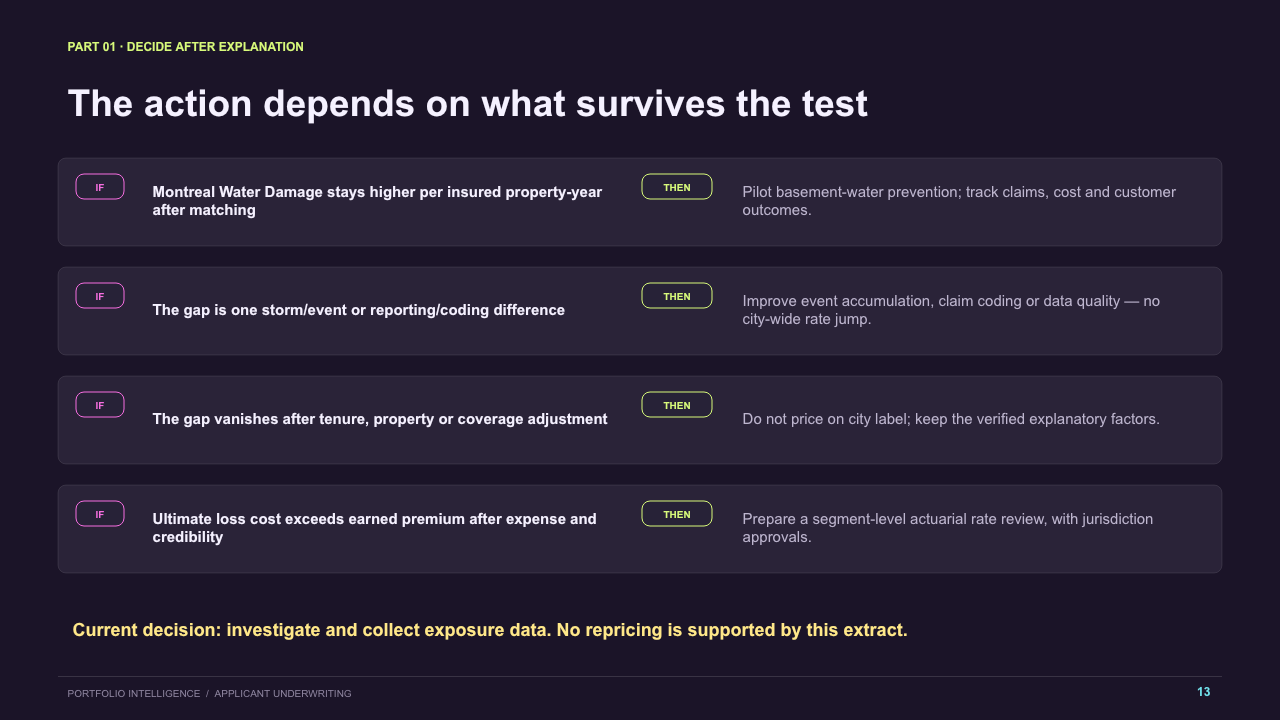 PART 01 · DECIDE AFTER EXPLANATION
The action depends on what survives the test
IF
Montreal Water Damage stays higher per insured property-year
after matching
THEN
Pilot basement-water prevention; track claims, cost and customer
outcomes.
IF
The gap is one storm/event or reporting/coding difference
THEN
Improve event accumulation, claim coding or data quality — no
city-wide rate jump.
IF
The gap vanishes after tenure, property or coverage adjustment
THEN
Do not price on city label; keep the verified explanatory factors.
IF
Ultimate loss cost exceeds earned premium after expense and
credibility
THEN
Prepare a segment-level actuarial rate review, with jurisdiction
approvals.
Current decision: investigate and collect exposure data. No repricing is supported by this extract.
PORTFOLIO INTELLIGENCE / APPLICANT UNDERWRITING
13